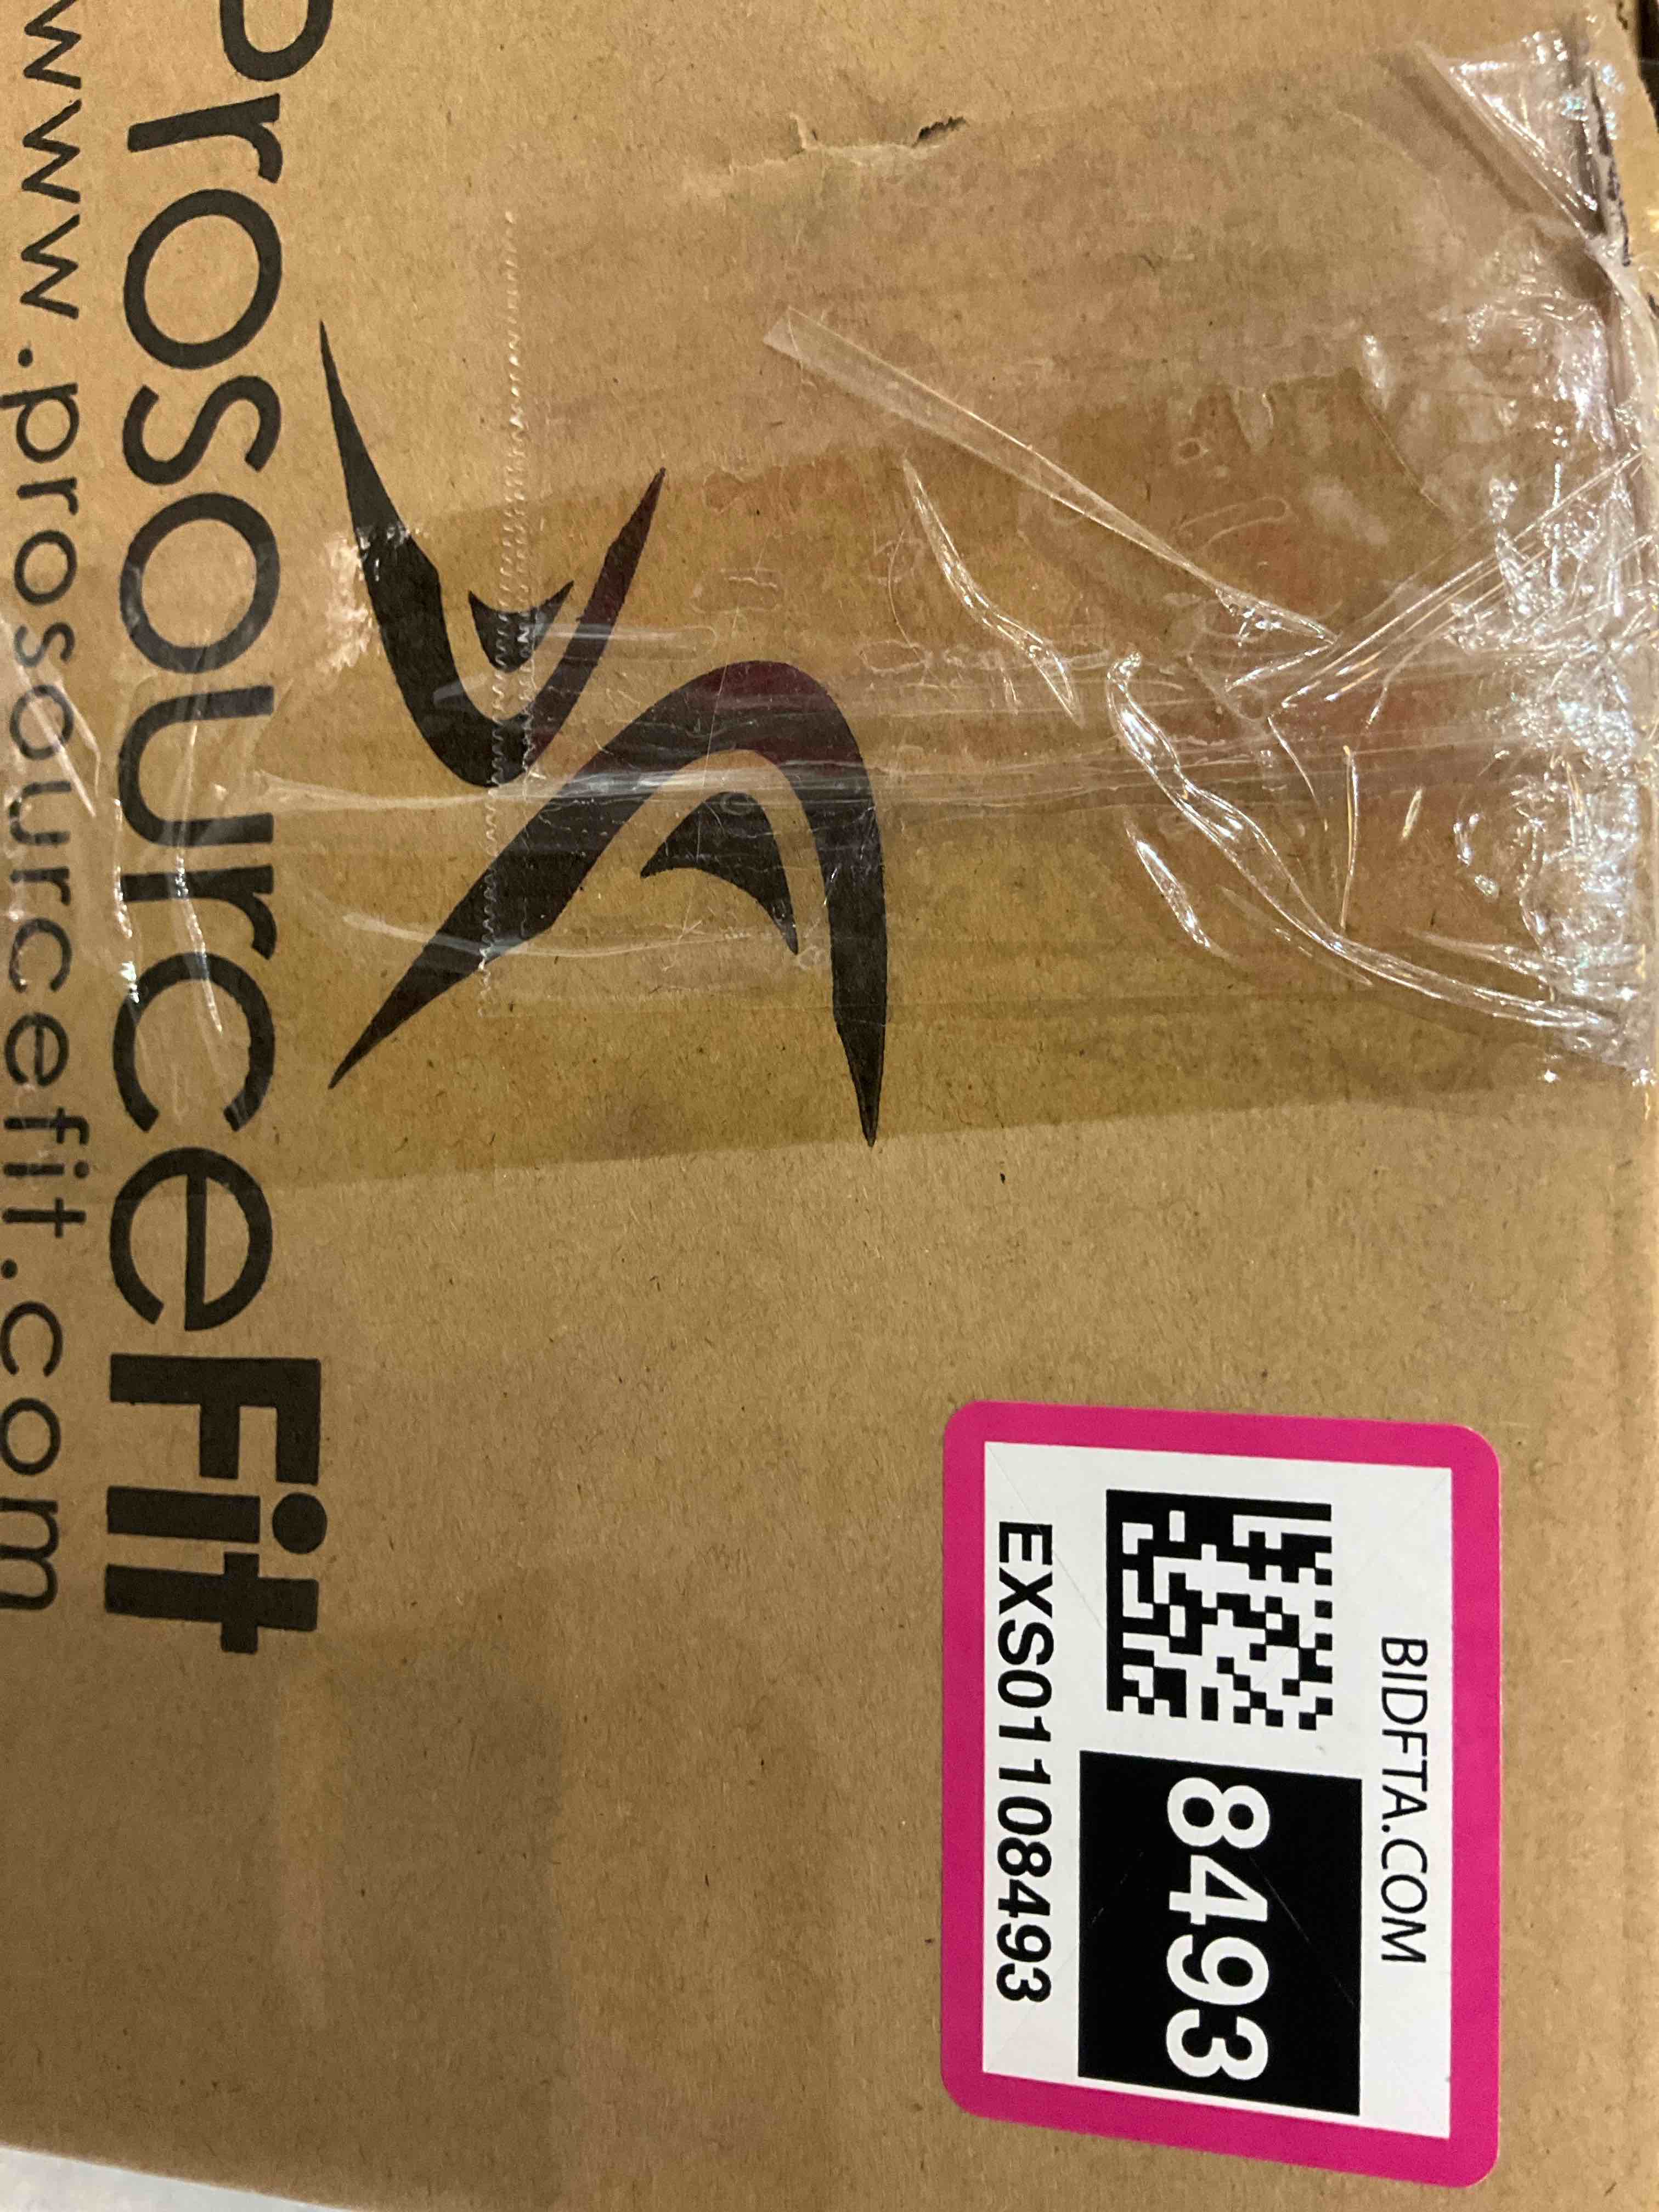 ProsourceFit
www.prosourcefit.com
BIDFTA.COM
8493
EXS01108493